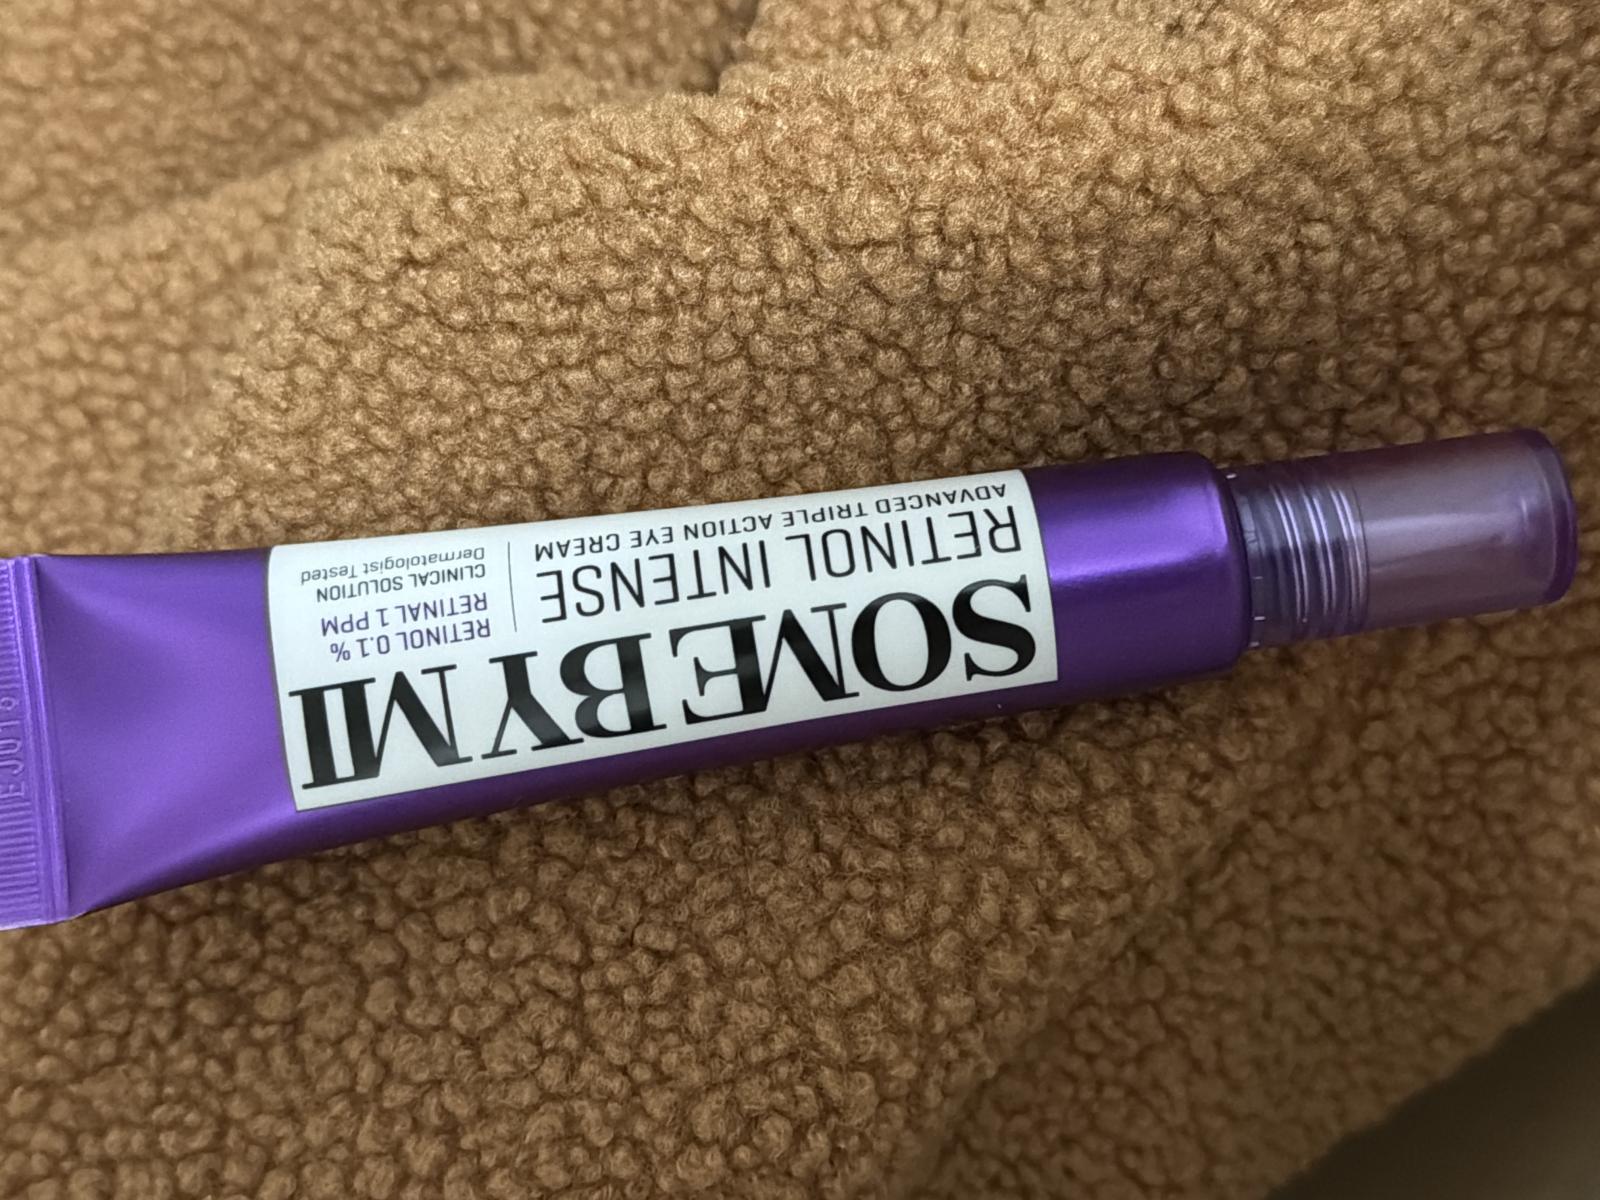 SOME BY MI
RETINOL INTENSE
ADVANCED TRIPLE ACTION EYE CREAM
RETINOL 0.1%
RETINAL 1 PPM
CLINICAL SOLUTION
Dermatologist Tested